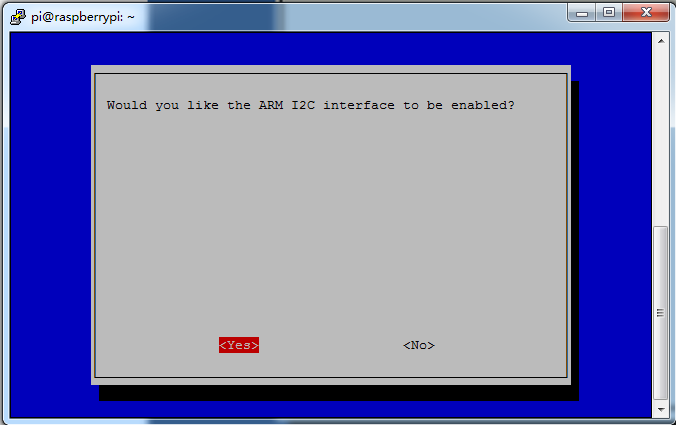 pi@raspberrypi: ~
Would you like the ARM I2C interface to be enabled?
<Yes> <No>